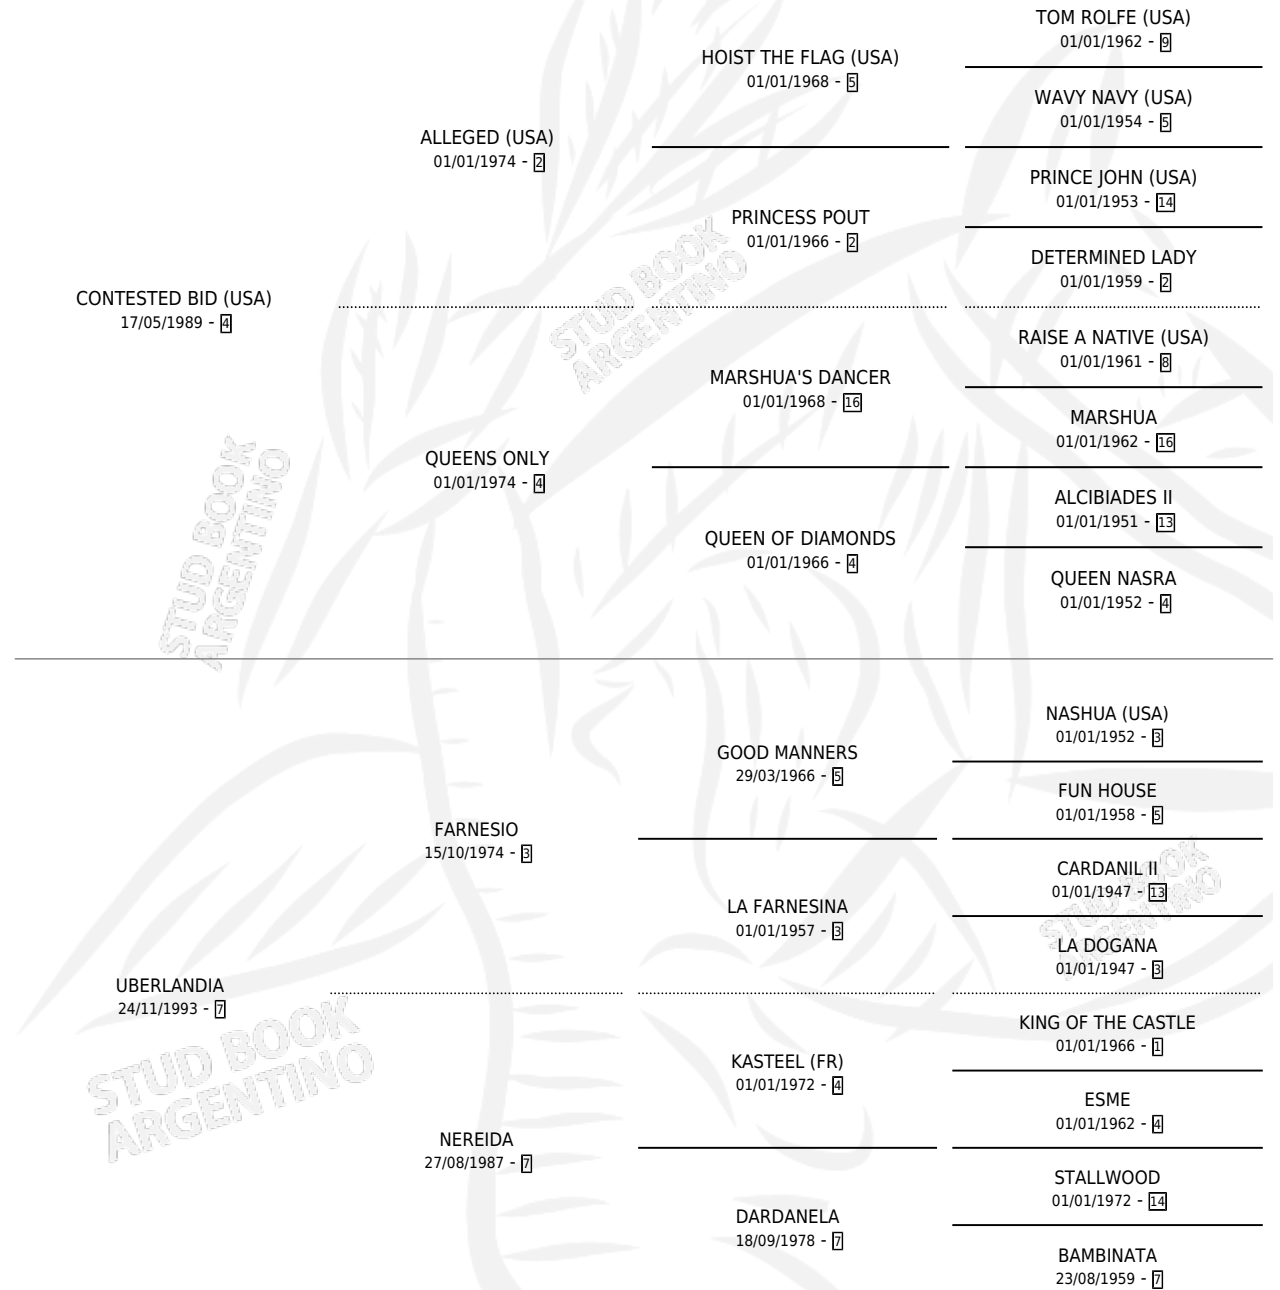 TOM ROLFE (USA)
01/01/1962 - 9
HOIST THE FLAG (USA)
01/01/1968 - 5
WAVY NAVY (USA)
01/01/1954 - 5
ALLEGED (USA)
01/01/1974 - 2
PRINCE JOHN (USA)
01/01/1953 - 14
PRINCESS POUT
01/01/1966 - 2
DETERMINED LADY
01/01/1959 - 2
CONTESTED BID (USA)
17/05/1989 - 4
RAISE A NATIVE (USA)
01/01/1961 - 8
MARSHUA'S DANCER
01/01/1968 - 16
MARSHUA
01/01/1962 - 16
QUEENS ONLY
01/01/1974 - 4
ALCIBIADES II
01/01/1951 - 13
QUEEN OF DIAMONDS
01/01/1966 - 4
QUEEN NASRA
01/01/1952 - 4
NASHUA (USA)
01/01/1952 - 3
GOOD MANNERS
29/03/1966 - 5
FUN HOUSE
01/01/1958 - 5
FARNESIO
15/10/1974 - 3
CARDANIL II
01/01/1947 - 13
LA FARNESINA
01/01/1957 - 3
LA DOGANA
01/01/1947 - 3
UBERLANDIA
24/11/1993 - 7
KING OF THE CASTLE
01/01/1966 - 1
KASTEEL (FR)
01/01/1972 - 4
ESME
01/01/1962 - 4
NEREIDA
27/08/1987 - 7
STALLWOOD
01/01/1972 - 14
DARDANELA
18/09/1978 - 7
BAMBINATA
23/08/1959 - 7
STUD BOOK
ARGENTINO
STUD BOOK
ARGENTINO
STUD BOOK
ARGENTINO
STUD BOOK
ARGENTINO